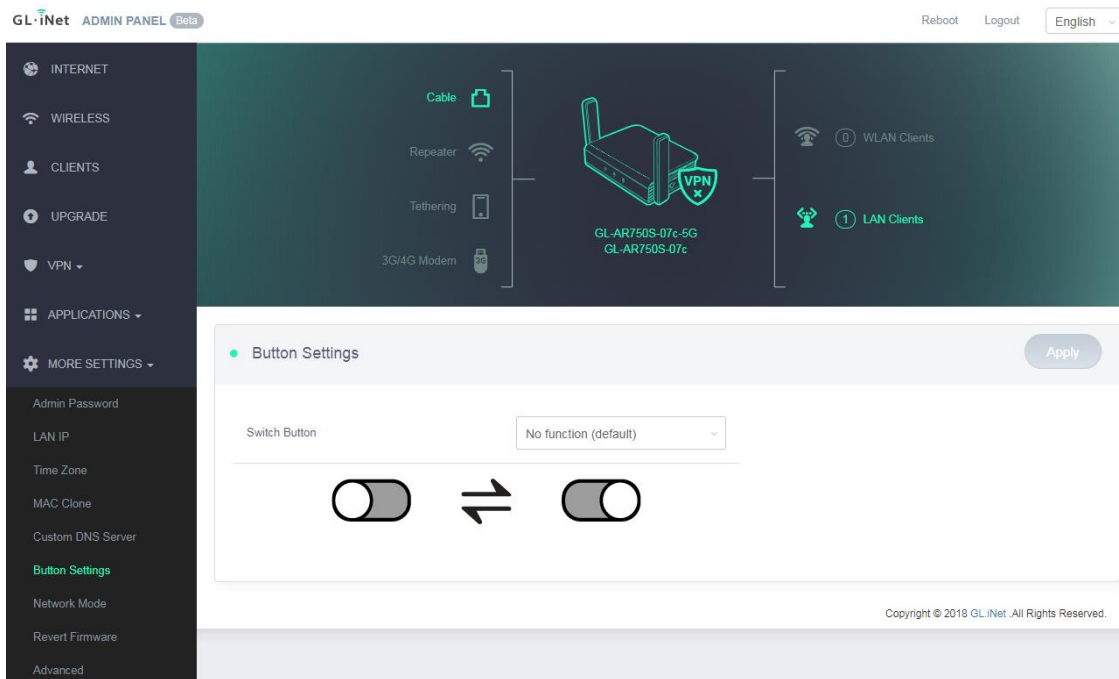 GL·iNet ADMIN PANEL Beta
Reboot Logout English
INTERNET
WIRELESS
CLIENTS
UPGRADE
VPN
APPLICATIONS
MORE SETTINGS
Admin Password
LAN IP
Time Zone
MAC Clone
Custom DNS Server
Button Settings
Network Mode
Revert Firmware
Advanced
Cable
Repeater
Tethering
3G/4G Modem 3G
VPN
GL-AR750S-07c-5G
GL-AR750S-07c
0 WLAN Clients
1 LAN Clients
Button Settings Apply
Switch Button No function (default)
Copyright © 2018 GL.iNet .All Rights Reserved.